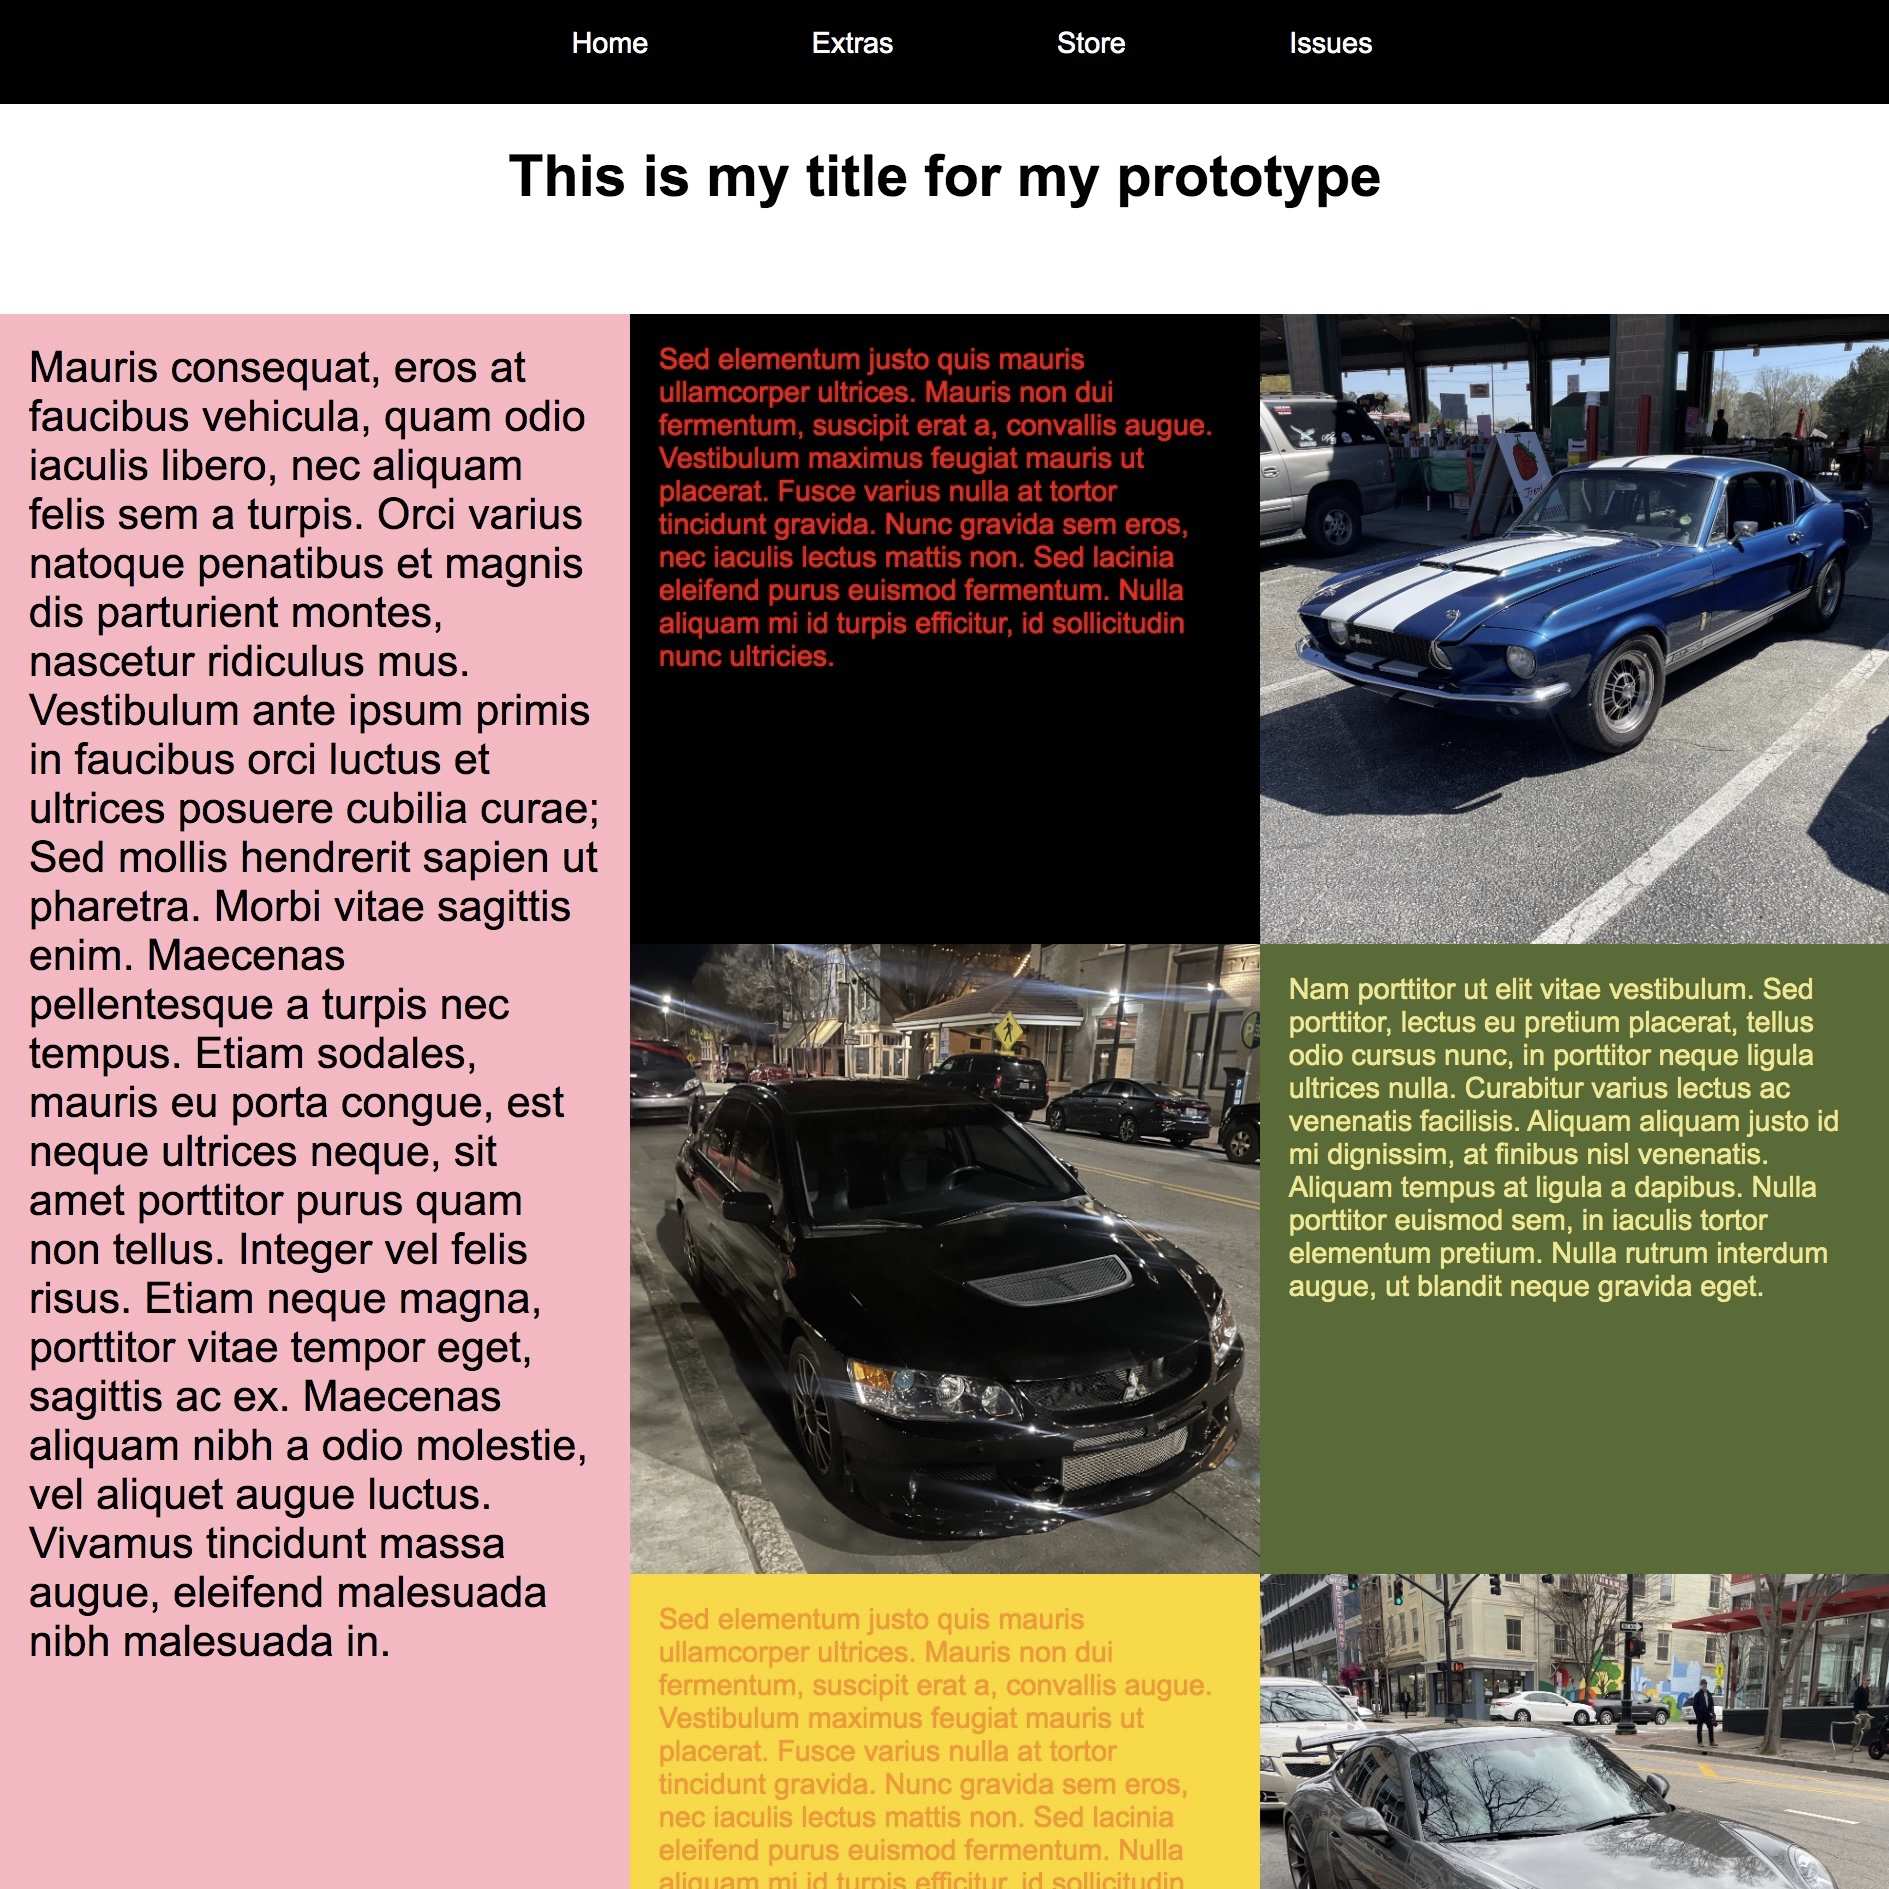 Home Extras Store Issues
This is my title for my prototype
Mauris consequat, eros at
faucibus vehicula, quam odio
iaculis libero, nec aliquam
felis sem a turpis. Orci varius
natoque penatibus et magnis
dis parturient montes,
nascetur ridiculus mus.
Vestibulum ante ipsum primis
in faucibus orci luctus et
ultrices posuere cubilia curae;
Sed mollis hendrerit sapien ut
pharetra. Morbi vitae sagittis
enim. Maecenas
pellentesque a turpis nec
tempus. Etiam sodales,
mauris eu porta congue, est
neque ultrices neque, sit
amet porttitor purus quam
non tellus. Integer vel felis
risus. Etiam neque magna,
porttitor vitae tempor eget,
sagittis ac ex. Maecenas
aliquam nibh a odio molestie,
vel aliquet augue luctus.
Vivamus tincidunt massa
augue, eleifend malesuada
nibh malesuada in.
Sed elementum justo quis mauris
ullamcorper ultrices. Mauris non dui
fermentum, suscipit erat a, convallis augue.
Vestibulum maximus feugiat mauris ut
placerat. Fusce varius nulla at tortor
tincidunt gravida. Nunc gravida sem eros,
nec iaculis lectus mattis non. Sed lacinia
eleifend purus euismod fermentum. Nulla
aliquam mi id turpis efficitur, id sollicitudin
nunc ultricies.
Nam porttitor ut elit vitae vestibulum. Sed
porttitor, lectus eu pretium placerat, tellus
odio cursus nunc, in porttitor neque ligula
ultrices nulla. Curabitur varius lectus ac
venenatis facilisis. Aliquam aliquam justo id
mi dignissim, at finibus nisl venenatis.
Aliquam tempus at ligula a dapibus. Nulla
porttitor euismod sem, in iaculis tortor
elementum pretium. Nulla rutrum interdum
augue, ut blandit neque gravida eget.
Sed elementum justo quis mauris
ullamcorper ultrices. Mauris non dui
fermentum, suscipit erat a, convallis augue.
Vestibulum maximus feugiat mauris ut
placerat. Fusce varius nulla at tortor
tincidunt gravida. Nunc gravida sem eros,
nec iaculis lectus mattis non. Sed lacinia
eleifend purus euismod fermentum. Nulla
aliquam mi id turpis efficitur, id sollicitudin